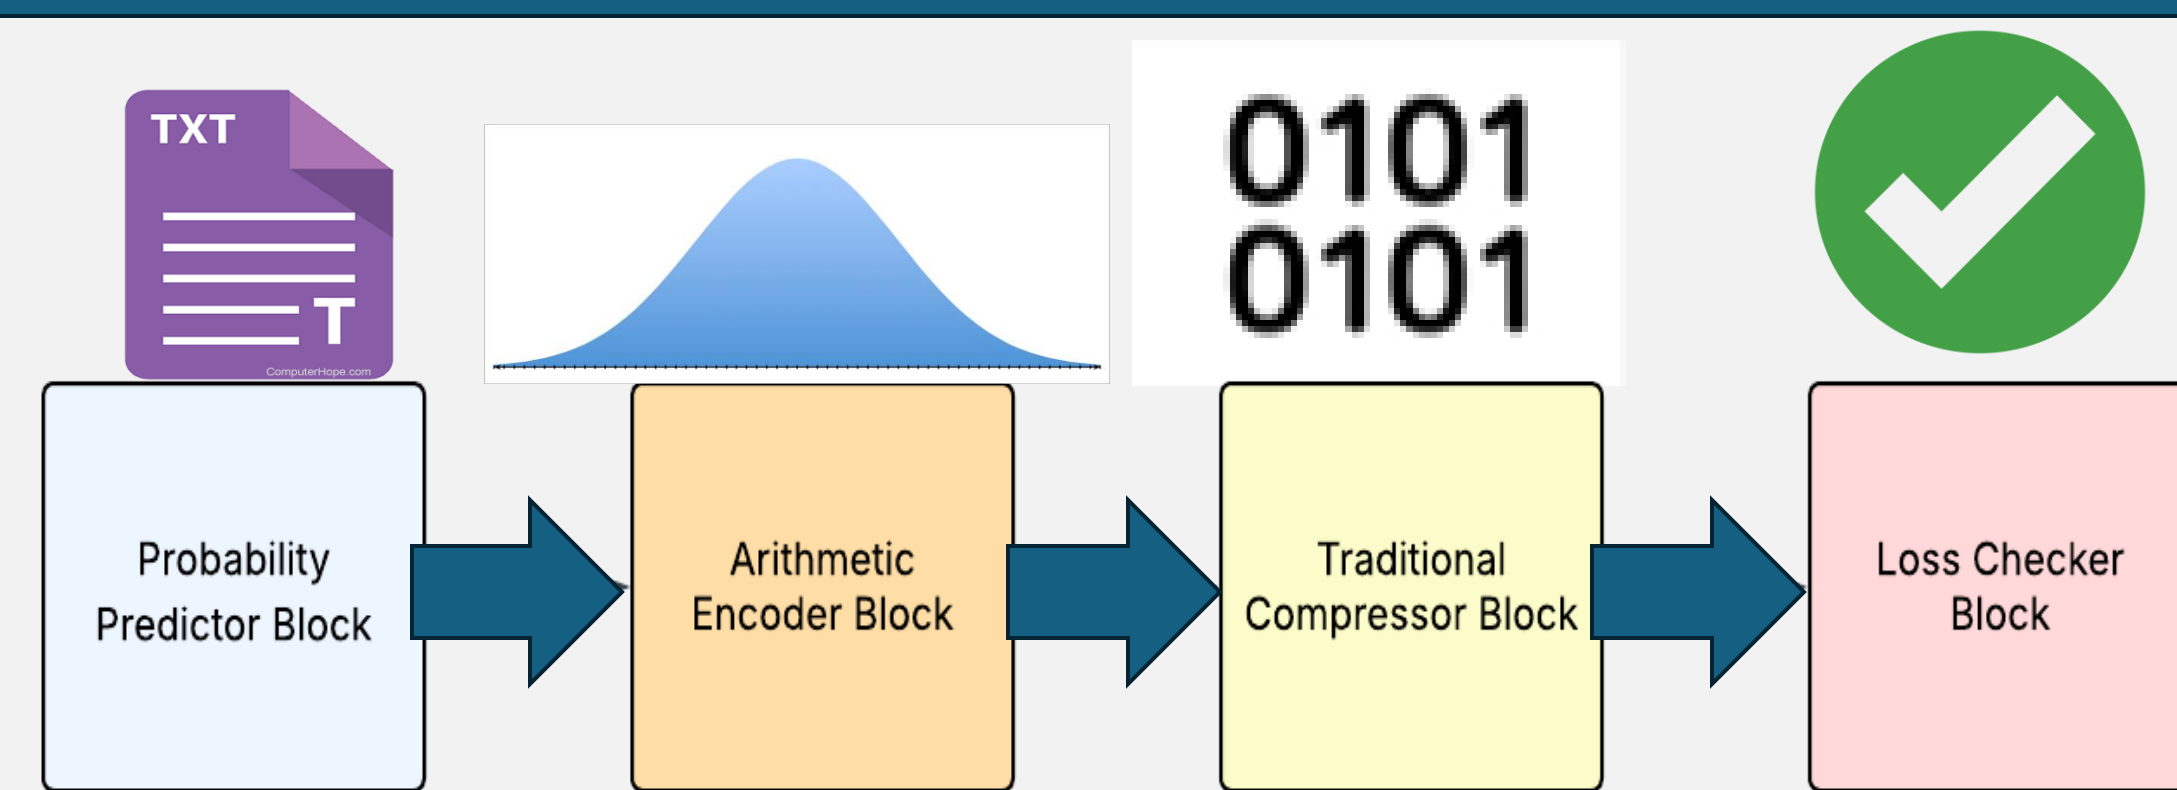 TXT
T
ComputerHope.com
0101
0101
Probability
Predictor Block
Arithmetic
Encoder Block
Traditional
Compressor Block
Loss Checker
Block